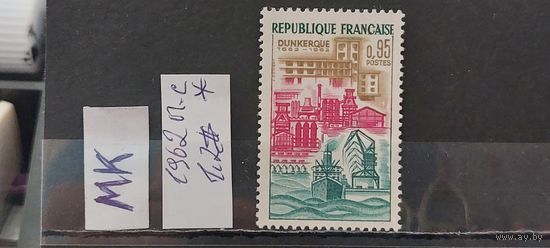 REPUBLIQUE FRANÇAISE
DUNKERQUE
1662-1962
0,95
POSTES
MK
1962 п.с
*
www.ay.by